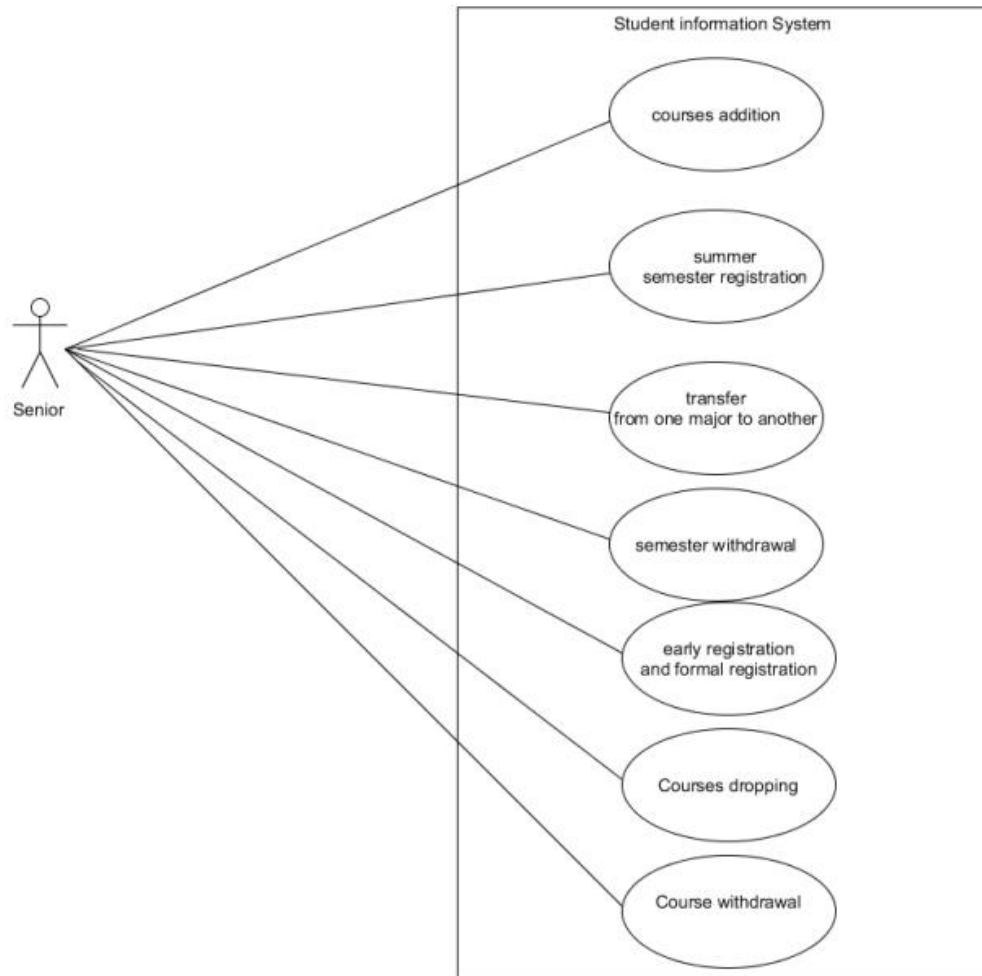 Student information System
courses addition
summer
semester registration
Senior
transfer
from one major to another
semester withdrawal
early registration
and formal registration
Courses dropping
Course withdrawal